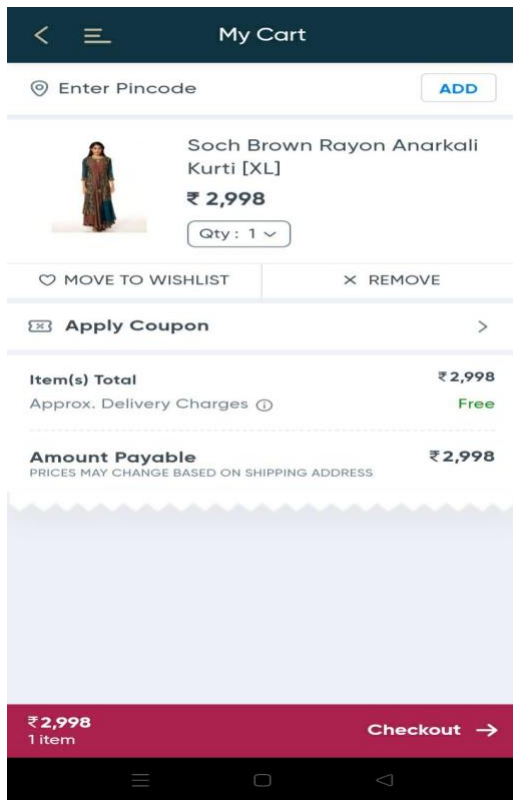 My Cart
Enter Pincode
ADD
Soch Brown Rayon Anarkali
Kurti [XL]
₹ 2,998
Qty : 1
MOVE TO WISHLIST
REMOVE
Apply Coupon
Item(s) Total ₹2,998
Approx. Delivery Charges Free
Amount Payable ₹2,998
PRICES MAY CHANGE BASED ON SHIPPING ADDRESS
₹2,998
1 item
Checkout